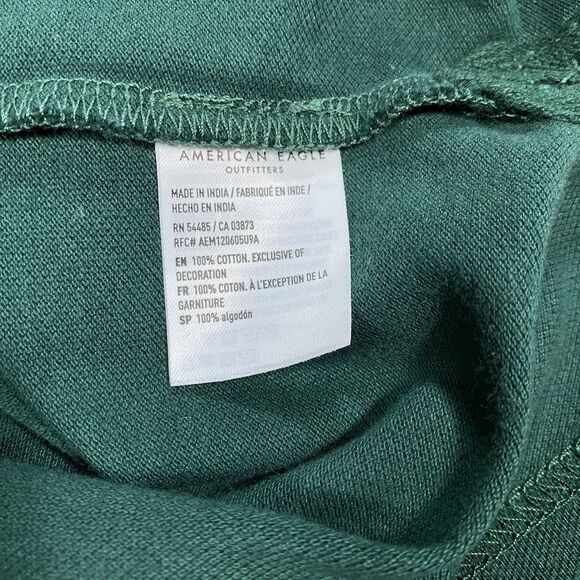 AMERICAN EAGLE
OUTFITTERS
MADE IN INDIA / FABRIQUÉ EN INDE /
HECHO EN INDIA
RN 54485 / CA 03873
RFC# AEM120605U9A
EN 100% COTTON. EXCLUSIVE OF
DECORATION
FR 100% COTON. À L'EXCEPTION DE LA
GARNITURE
SP 100% algodón